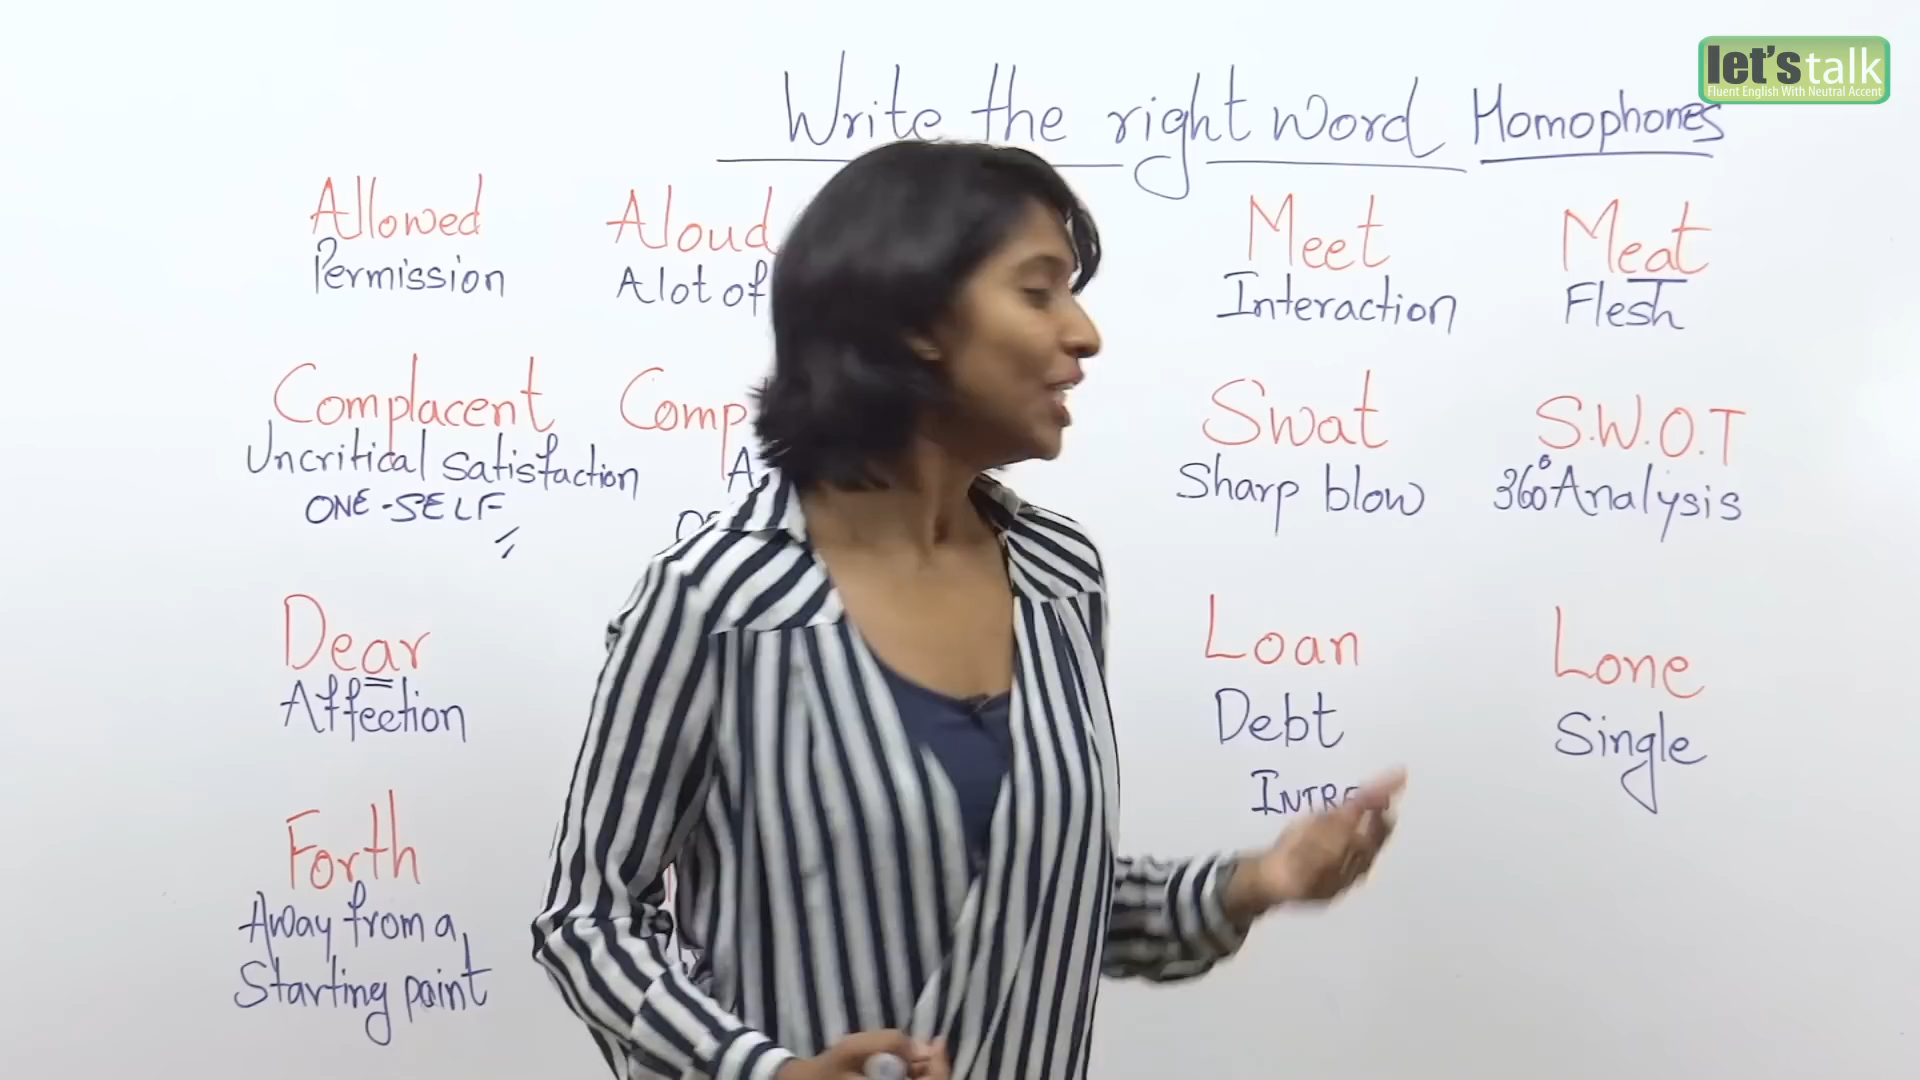 let's talk
Fluent English With Neutral Accent
Write the right word Homophones
Allowed
Permission
Aloud
A lot of
Meet
Interaction
Meat
Flesh
Complacent
Uncritical satisfaction
ONE-SELF
Comp
Swat
Sharp blow
S.W.O.T
360° Analysis
Dear
Affection
Loan
Debt
Lone
Single
Forth
Away from a
Starting point